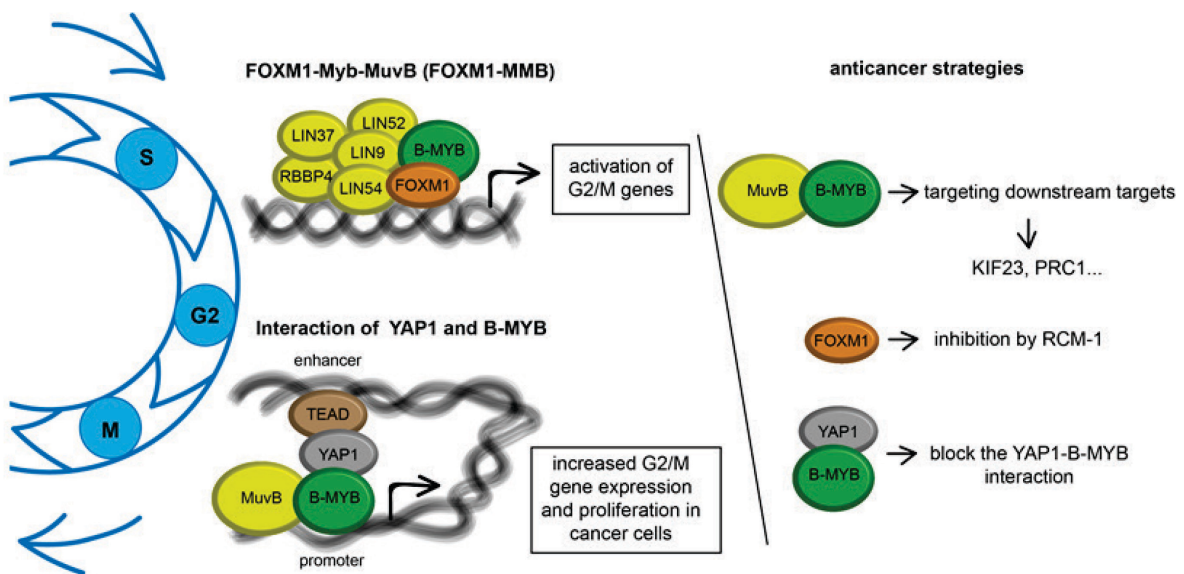 S
G2
M
FOXM1-Myb-MuvB (FOXM1-MMB)
LIN37
LIN52
LIN9
B-MYB
RBBP4
LIN54
FOXM1
activation of
G2/M genes
Interaction of YAP1 and B-MYB
enhancer
TEAD
YAP1
MuvB
B-MYB
promoter
increased G2/M
gene expression
and proliferation in
cancer cells
anticancer strategies
MuvB
B-MYB
targeting downstream targets
KIF23, PRC1...
FOXM1
inhibition by RCM-1
YAP1
B-MYB
block the YAP1-B-MYB
interaction